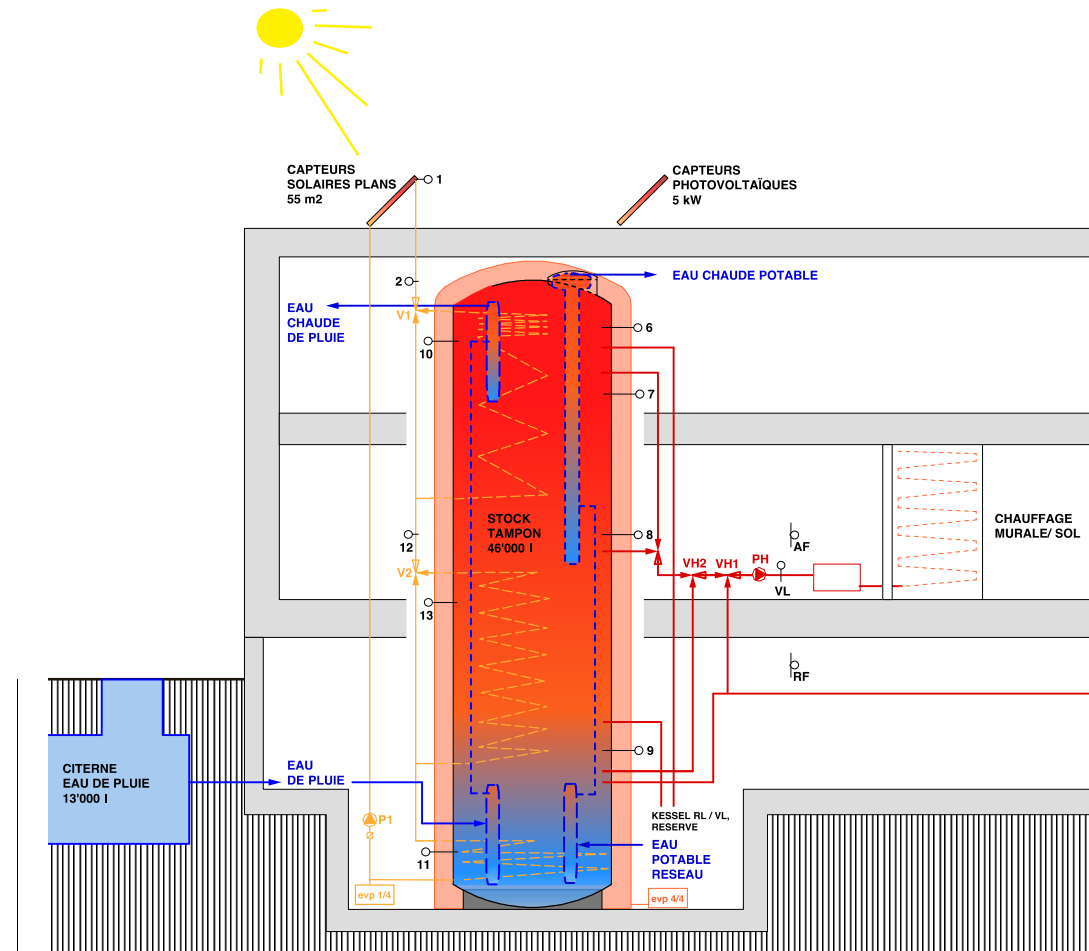 CAPTEURS
SOLAIRES PLANS
55 m2
1
CAPTEURS
PHOTOVOLTAÏQUES
5 kW
2
EAU CHAUDE POTABLE
EAU
CHAUDE
DE PLUIE
V1
6
10
7
STOCK
TAMPON
46'000 l
8
12
AF
CHAUFFAGE
MURALE/ SOL
V2
VH2
VH1
PH
VL
13
RF
9
CITERNE
EAU DE PLUIE
13'000 l
EAU
DE PLUIE
P1
KESSEL RL / VL,
RESERVE
EAU
POTABLE
RESEAU
11
evp 1/4
evp 4/4